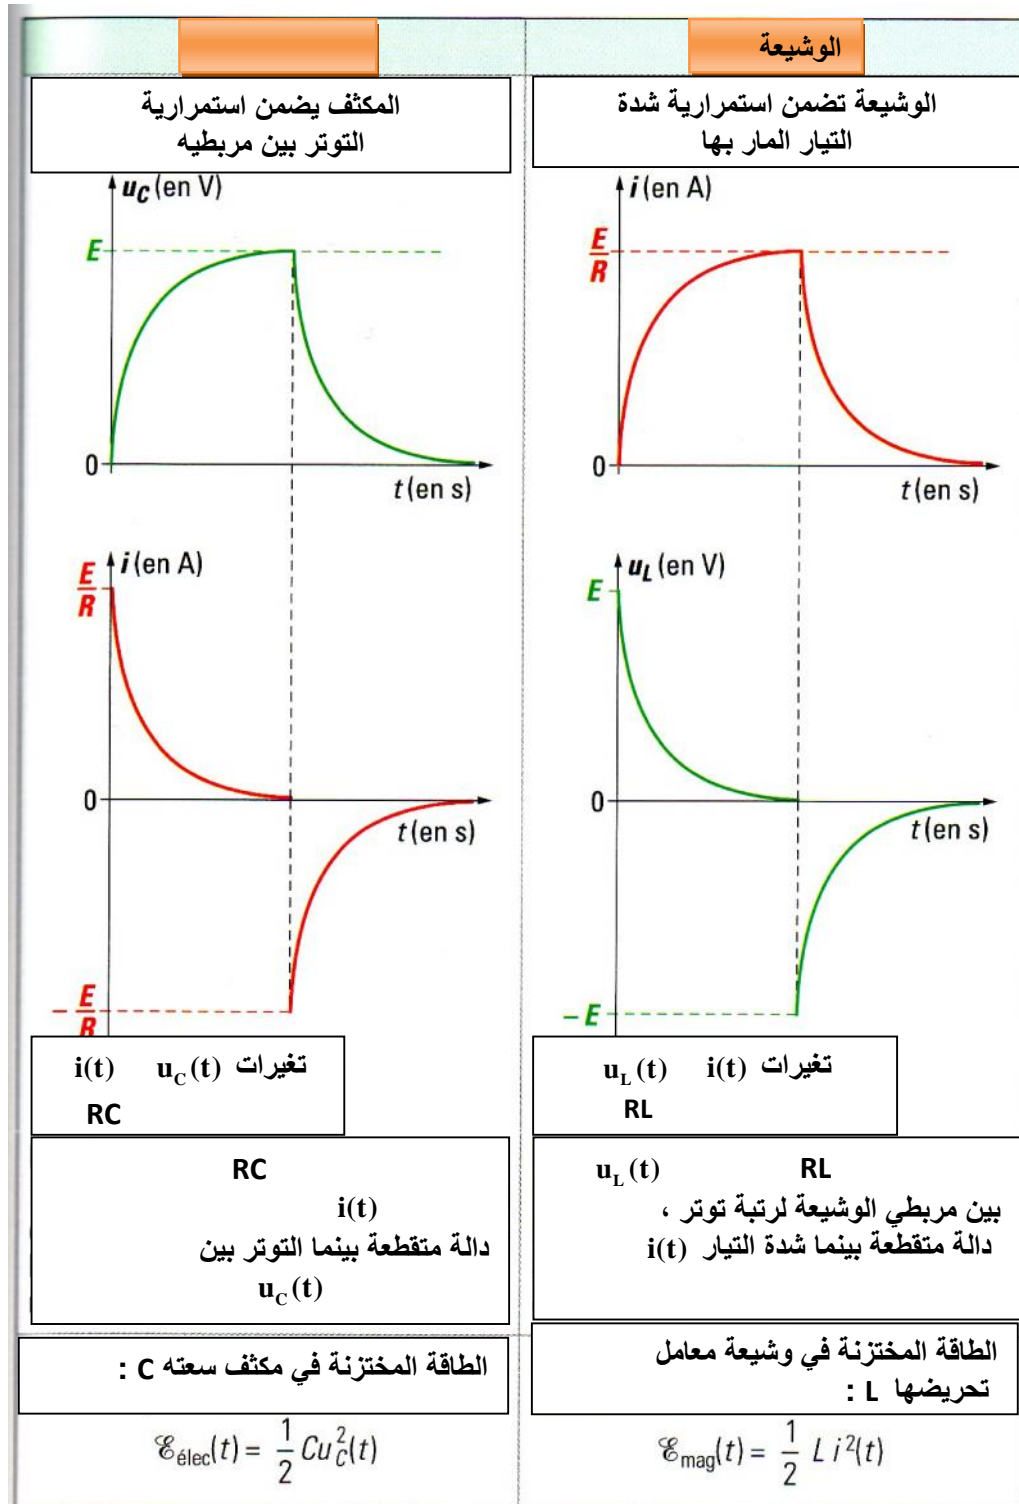 الوشيعة
الوشيعة تضمن استمرارية شدة
التيار المار بها
i (en A)
E/R
0
t (en s)
u_L (en V)
E
0
t (en s)
– E
تغيرات i(t) u_L(t)
RL
RL u_L(t)
بين مربطي الوشيعة لرتبة توتر ،
دالة متقطعة بينما شدة التيار i(t)
الطاقة المختزنة في وشيعة معامل
تحريضها L :
ℰ_mag(t) = 1/2 L i²(t)
المكثف يضمن استمرارية
التوتر بين مربطيه
u_C (en V)
E
0
t (en s)
i (en A)
E/R
0
t (en s)
– E/R
تغيرات u_C(t) i(t)
RC
RC
i(t)
دالة متقطعة بينما التوتر بين
u_C(t)
الطاقة المختزنة في مكثف سعته C :
ℰ_élec(t) = 1/2 Cu_C²(t)